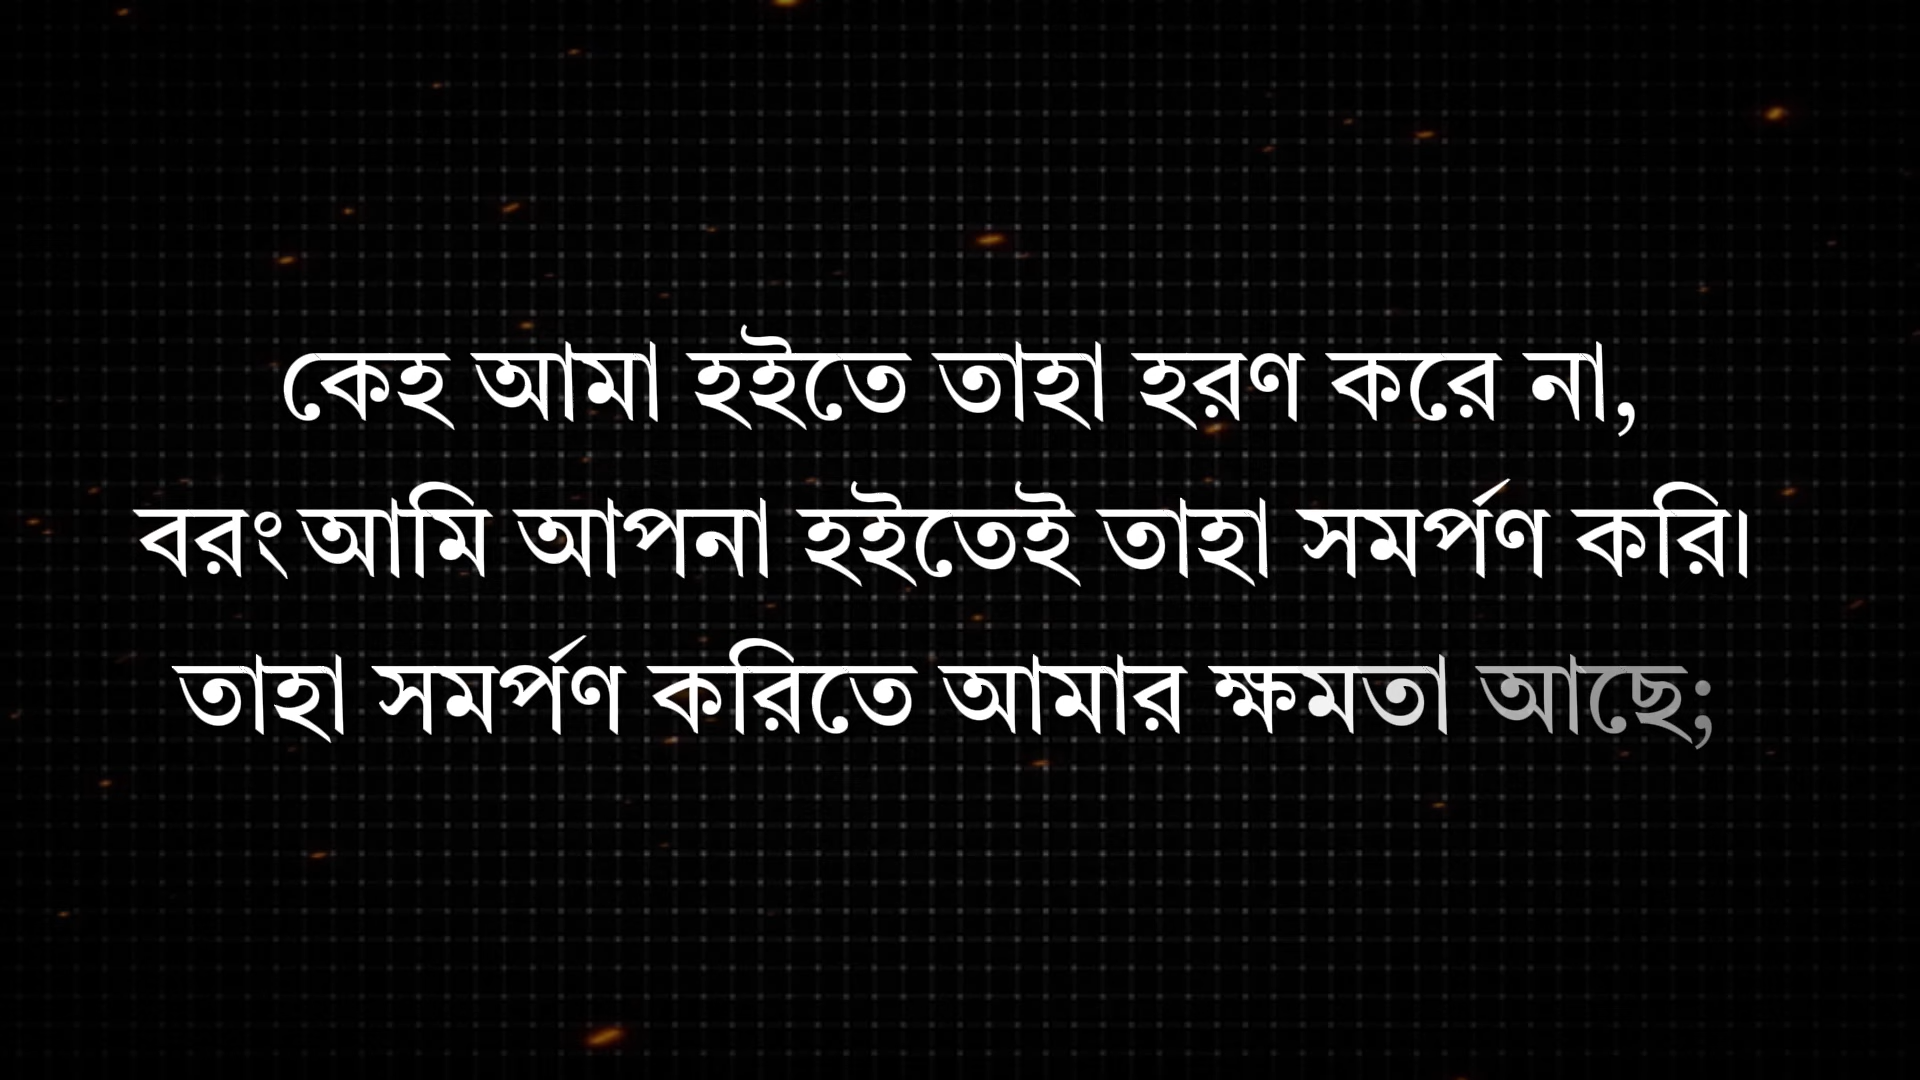 কেহ আমা হইতে তাহা হরণ করে না,
বরং আমি আপনা হইতেই তাহা সমর্পণ করি।
তাহা সমর্পণ করিতে আমার ক্ষমতা আছে;